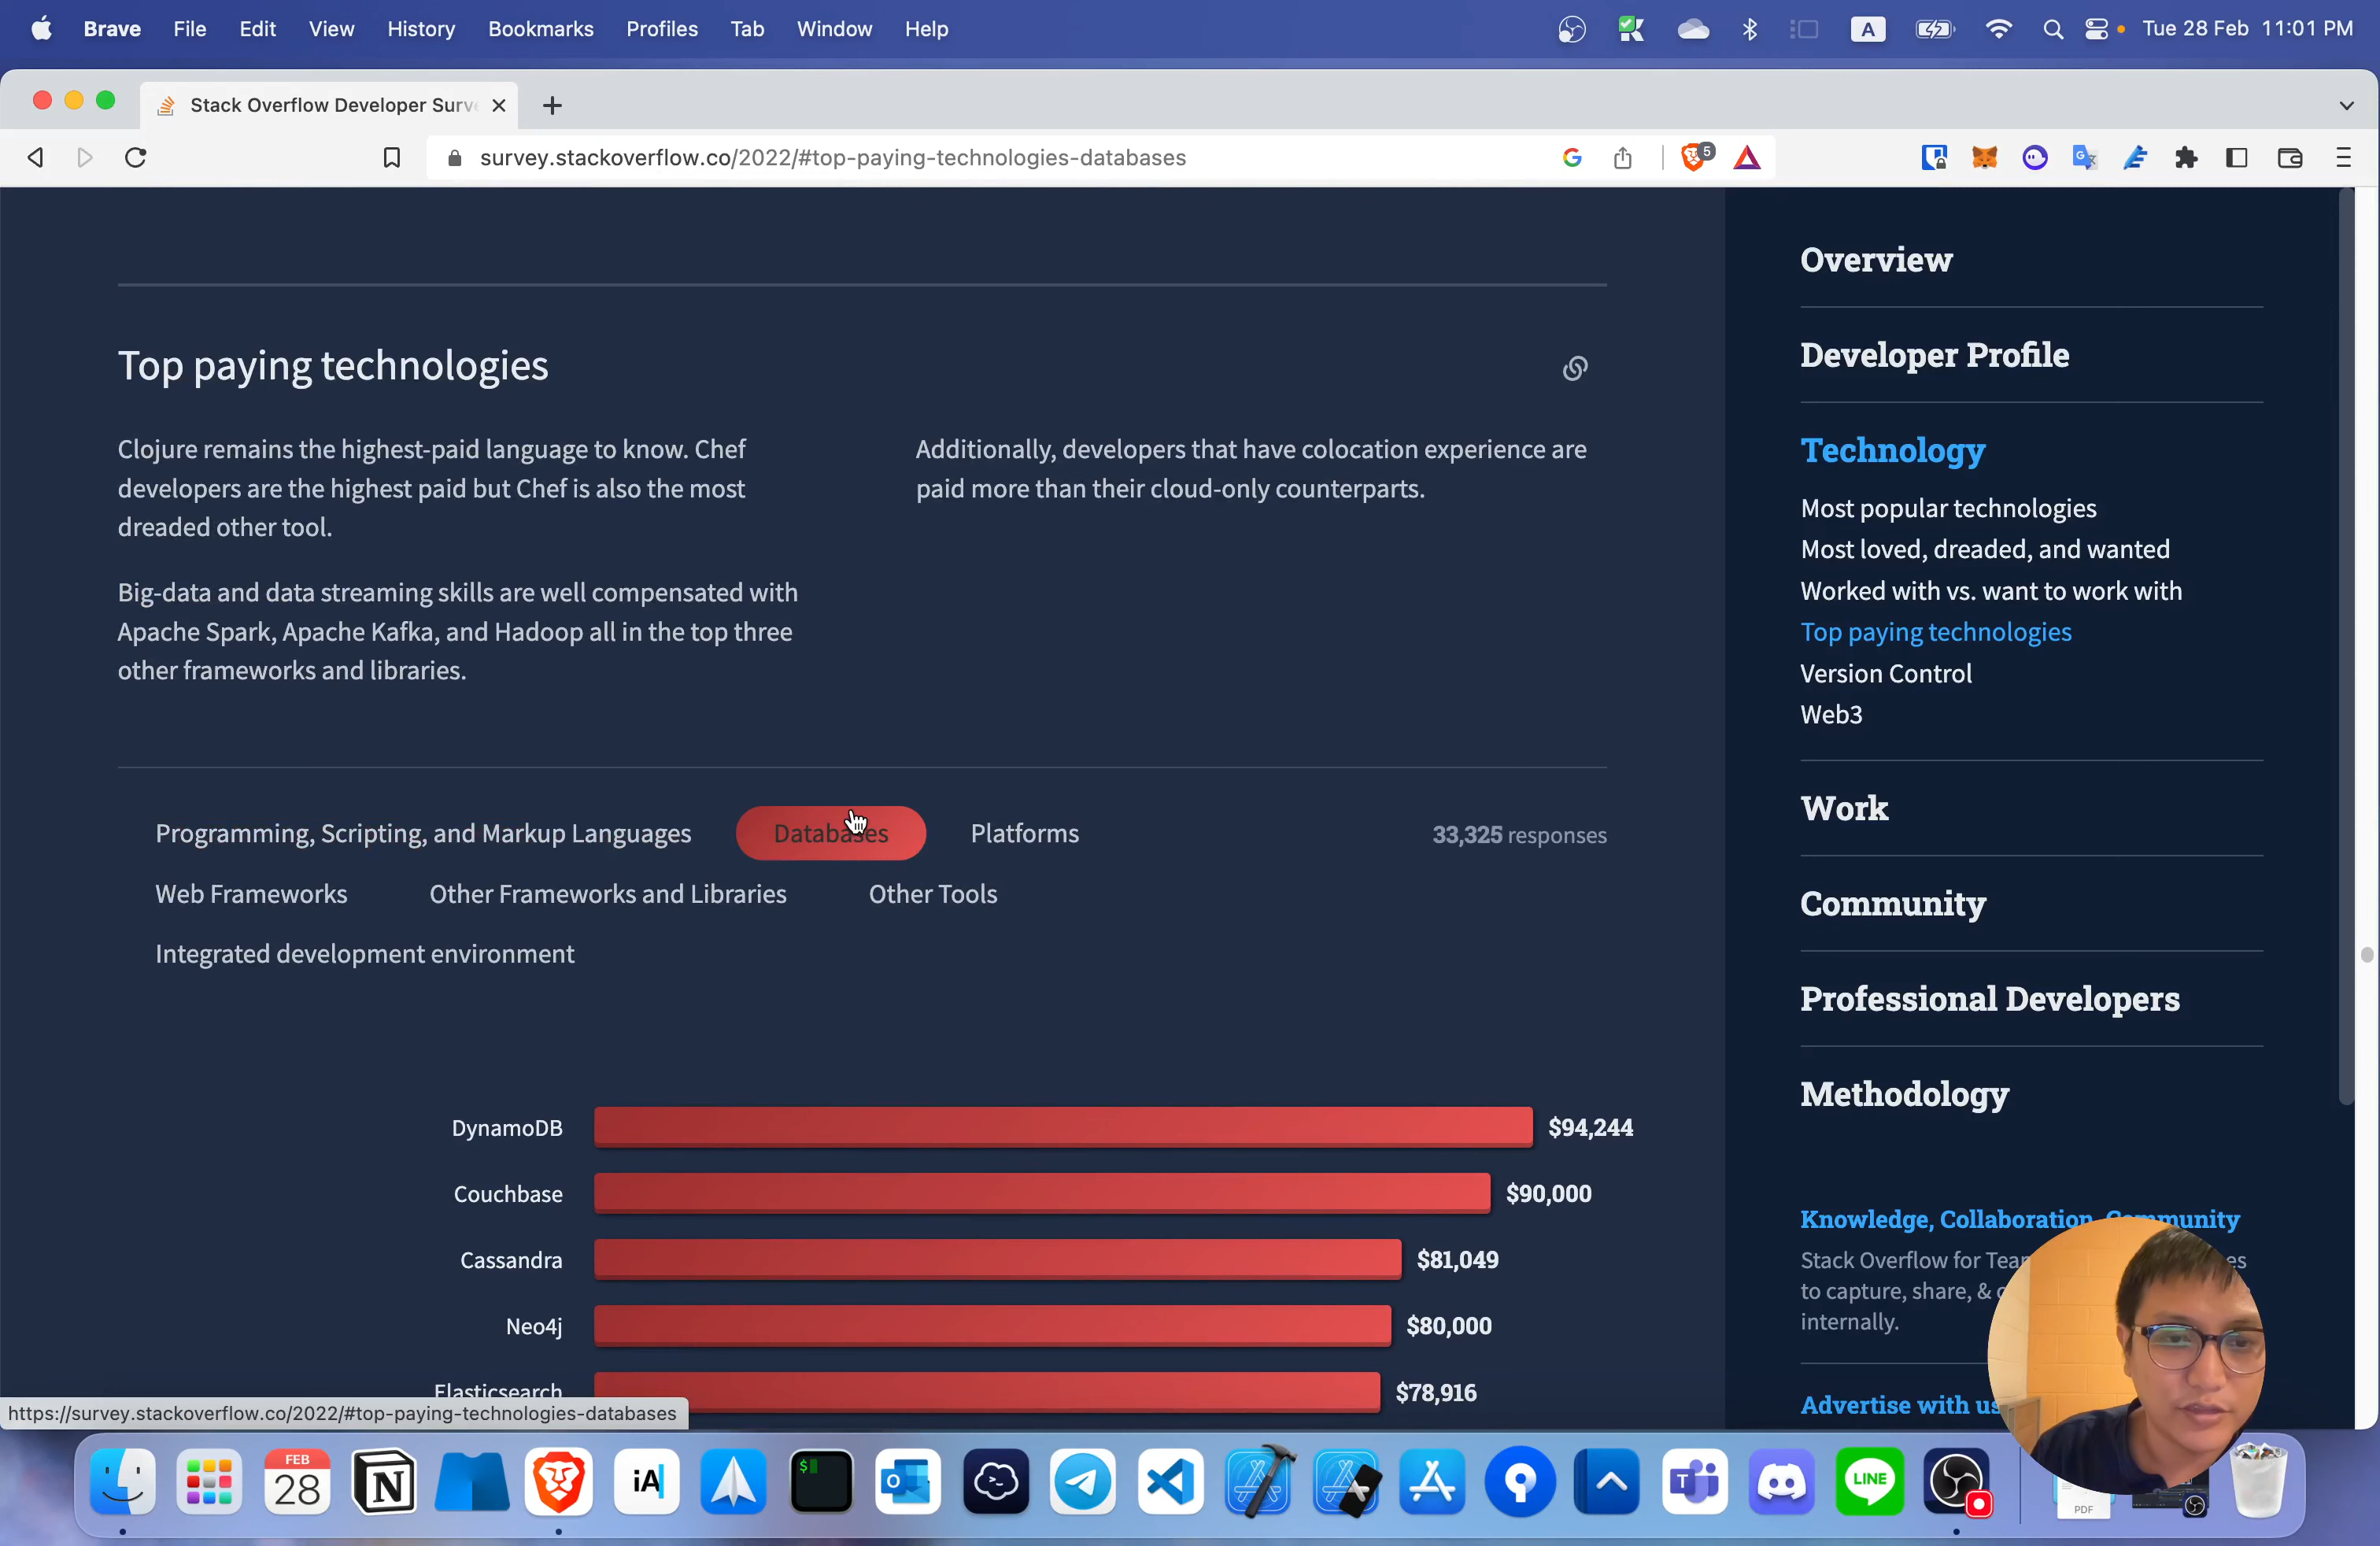 Brave File Edit View History Bookmarks Profiles Tab Window Help A Tue 28 Feb 11:01 PM
Stack Overflow Developer Surve
survey.stackoverflow.co/2022/#top-paying-technologies-databases 5
Top paying technologies
Clojure remains the highest-paid language to know. Chef
developers are the highest paid but Chef is also the most
dreaded other tool.
Big-data and data streaming skills are well compensated with
Apache Spark, Apache Kafka, and Hadoop all in the top three
other frameworks and libraries.
Additionally, developers that have colocation experience are
paid more than their cloud-only counterparts.
Programming, Scripting, and Markup Languages Databases Platforms 33,325 responses
Web Frameworks Other Frameworks and Libraries Other Tools
Integrated development environment
DynamoDB $94,244
Couchbase $90,000
Cassandra $81,049
Neo4j $80,000
Elasticsearch $78,916
https://survey.stackoverflow.co/2022/#top-paying-technologies-databases
Overview
Developer Profile
Technology
Most popular technologies
Most loved, dreaded, and wanted
Worked with vs. want to work with
Top paying technologies
Version Control
Web3
Work
Community
Professional Developers
Methodology
Knowledge, Collaboration, Community
Stack Overflow for
to capture, share, &
internally.
Advertise with us
FEB
28
iA
$
LINE
PDF